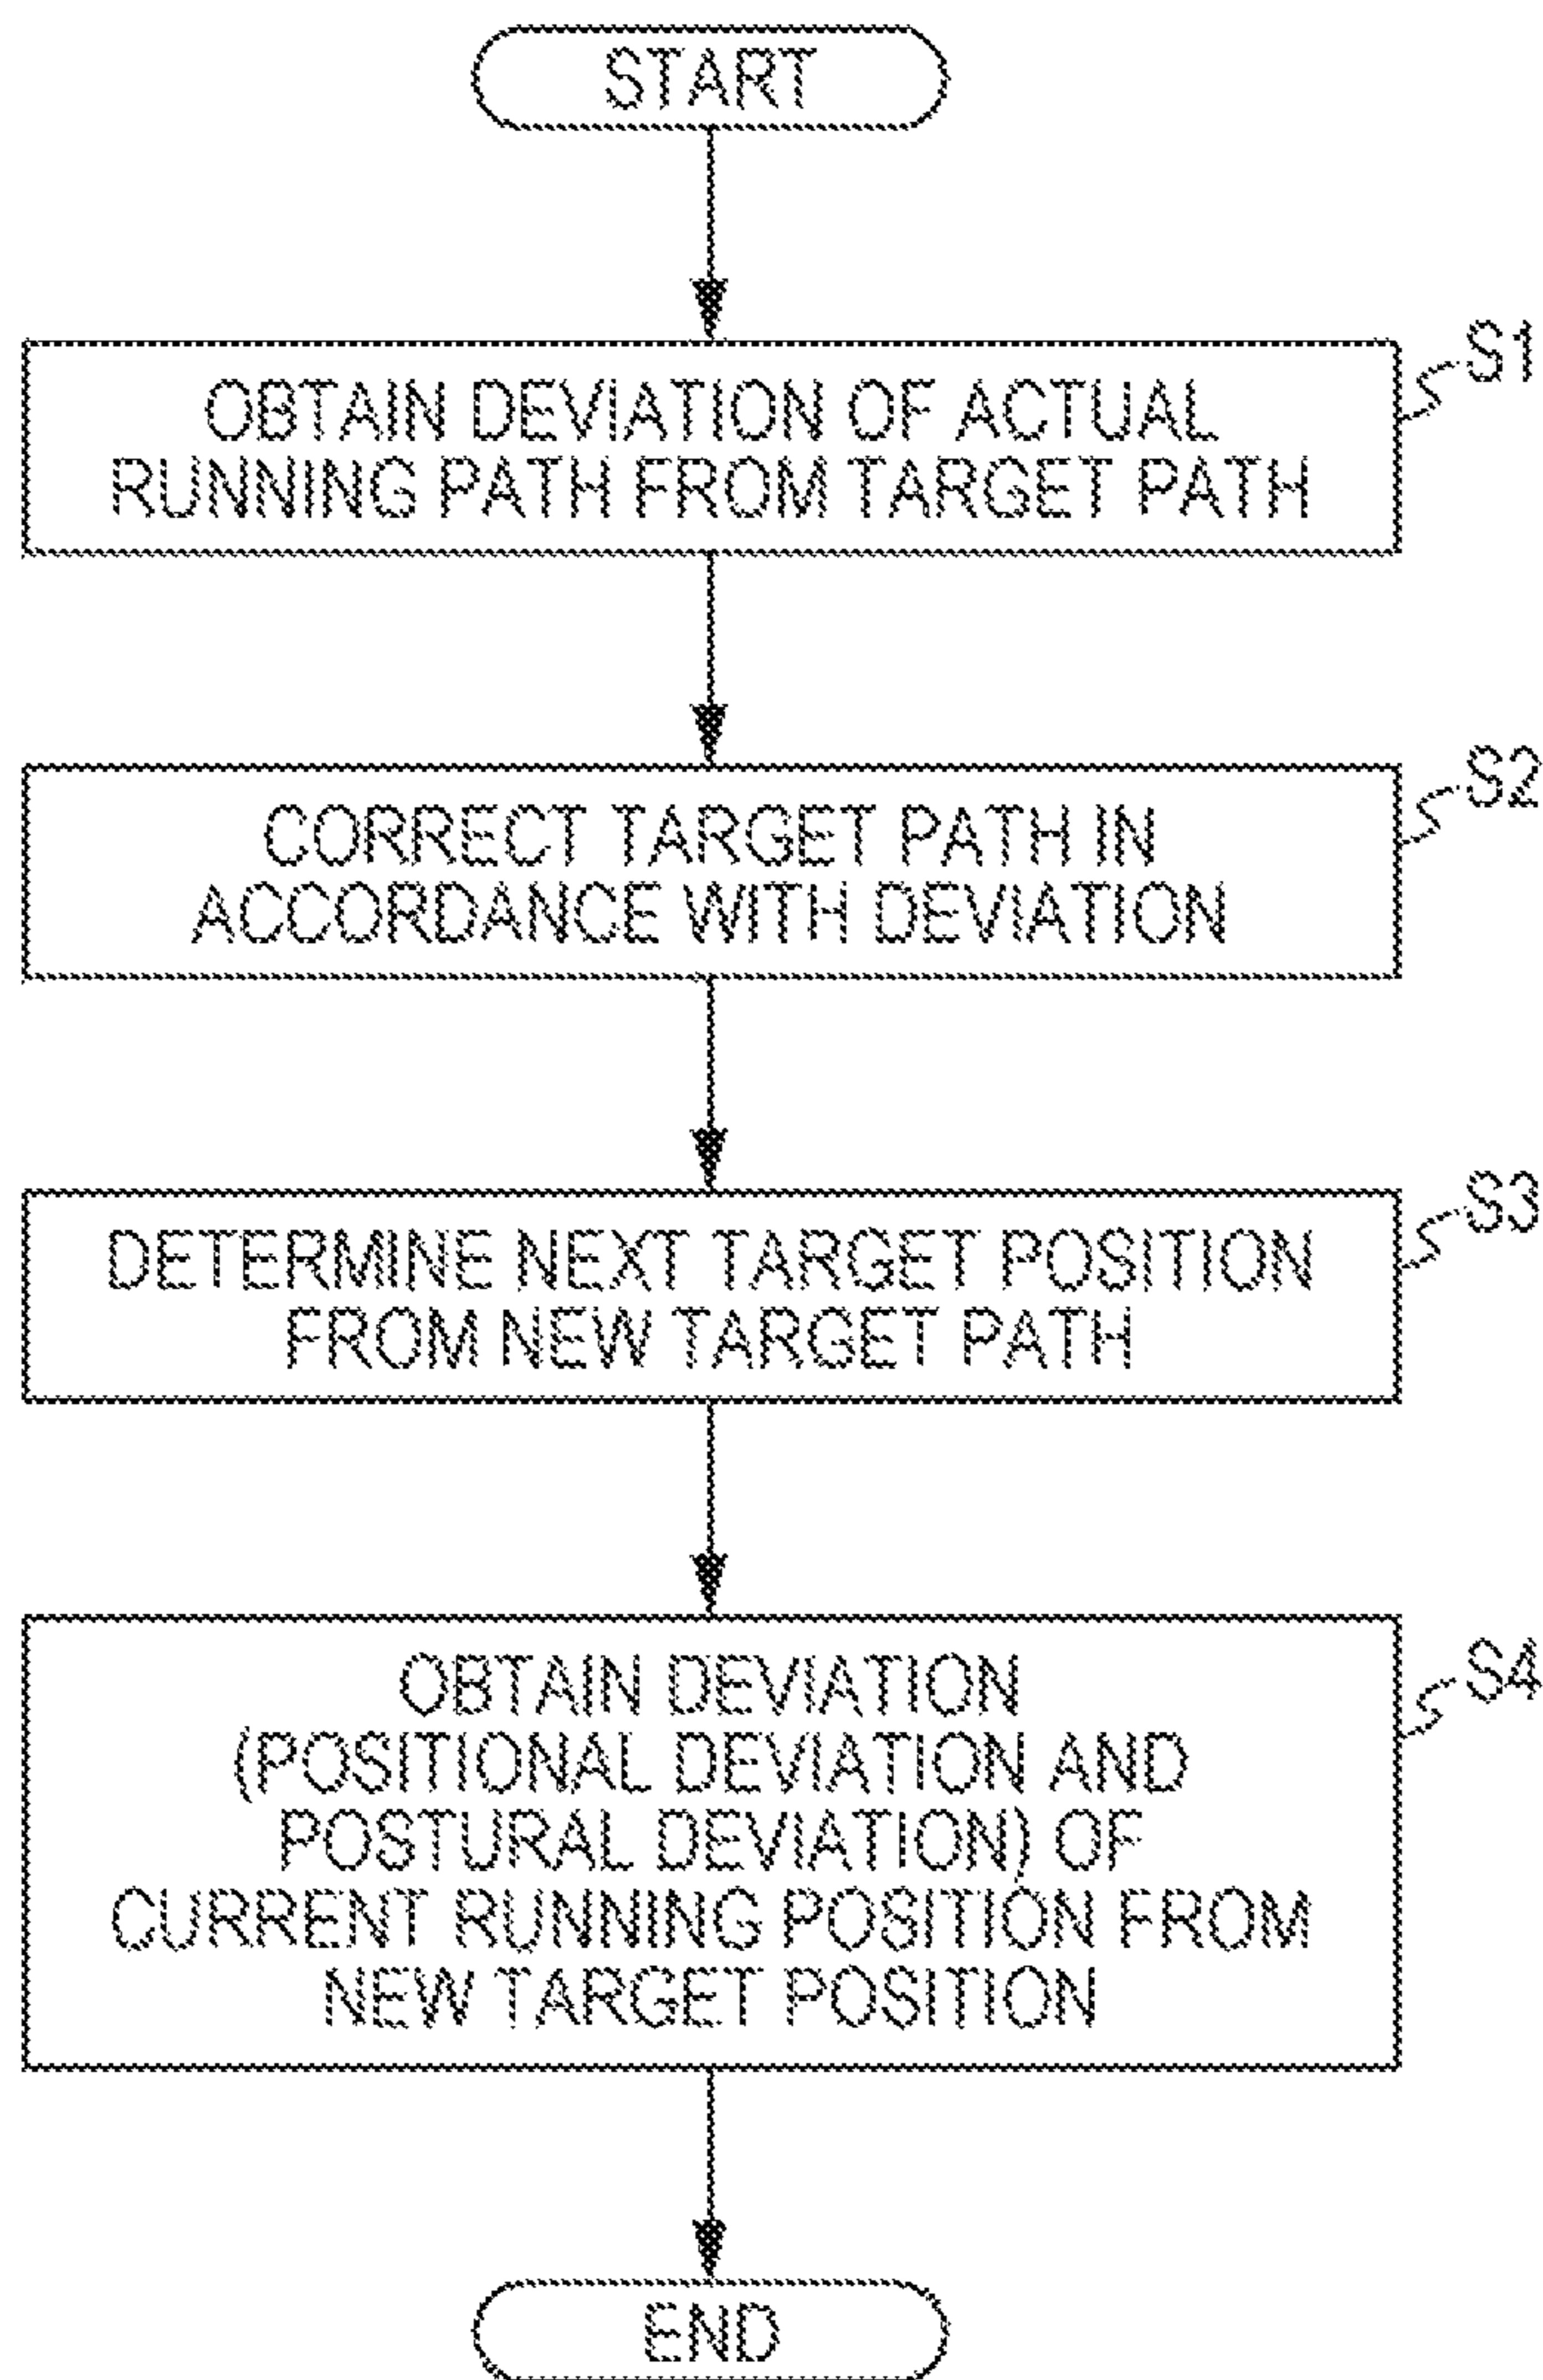 START
S1
OBTAIN DEVIATION OF ACTUAL
RUNNING PATH FROM TARGET PATH
S2
CORRECT TARGET PATH IN
ACCORDANCE WITH DEVIATION
S3
DETERMINE NEXT TARGET POSITION
FROM NEW TARGET PATH
S4
OBTAIN DEVIATION
(POSITIONAL DEVIATION AND
POSTURAL DEVIATION) OF
CURRENT RUNNING POSITION FROM
NEW TARGET POSITION
END